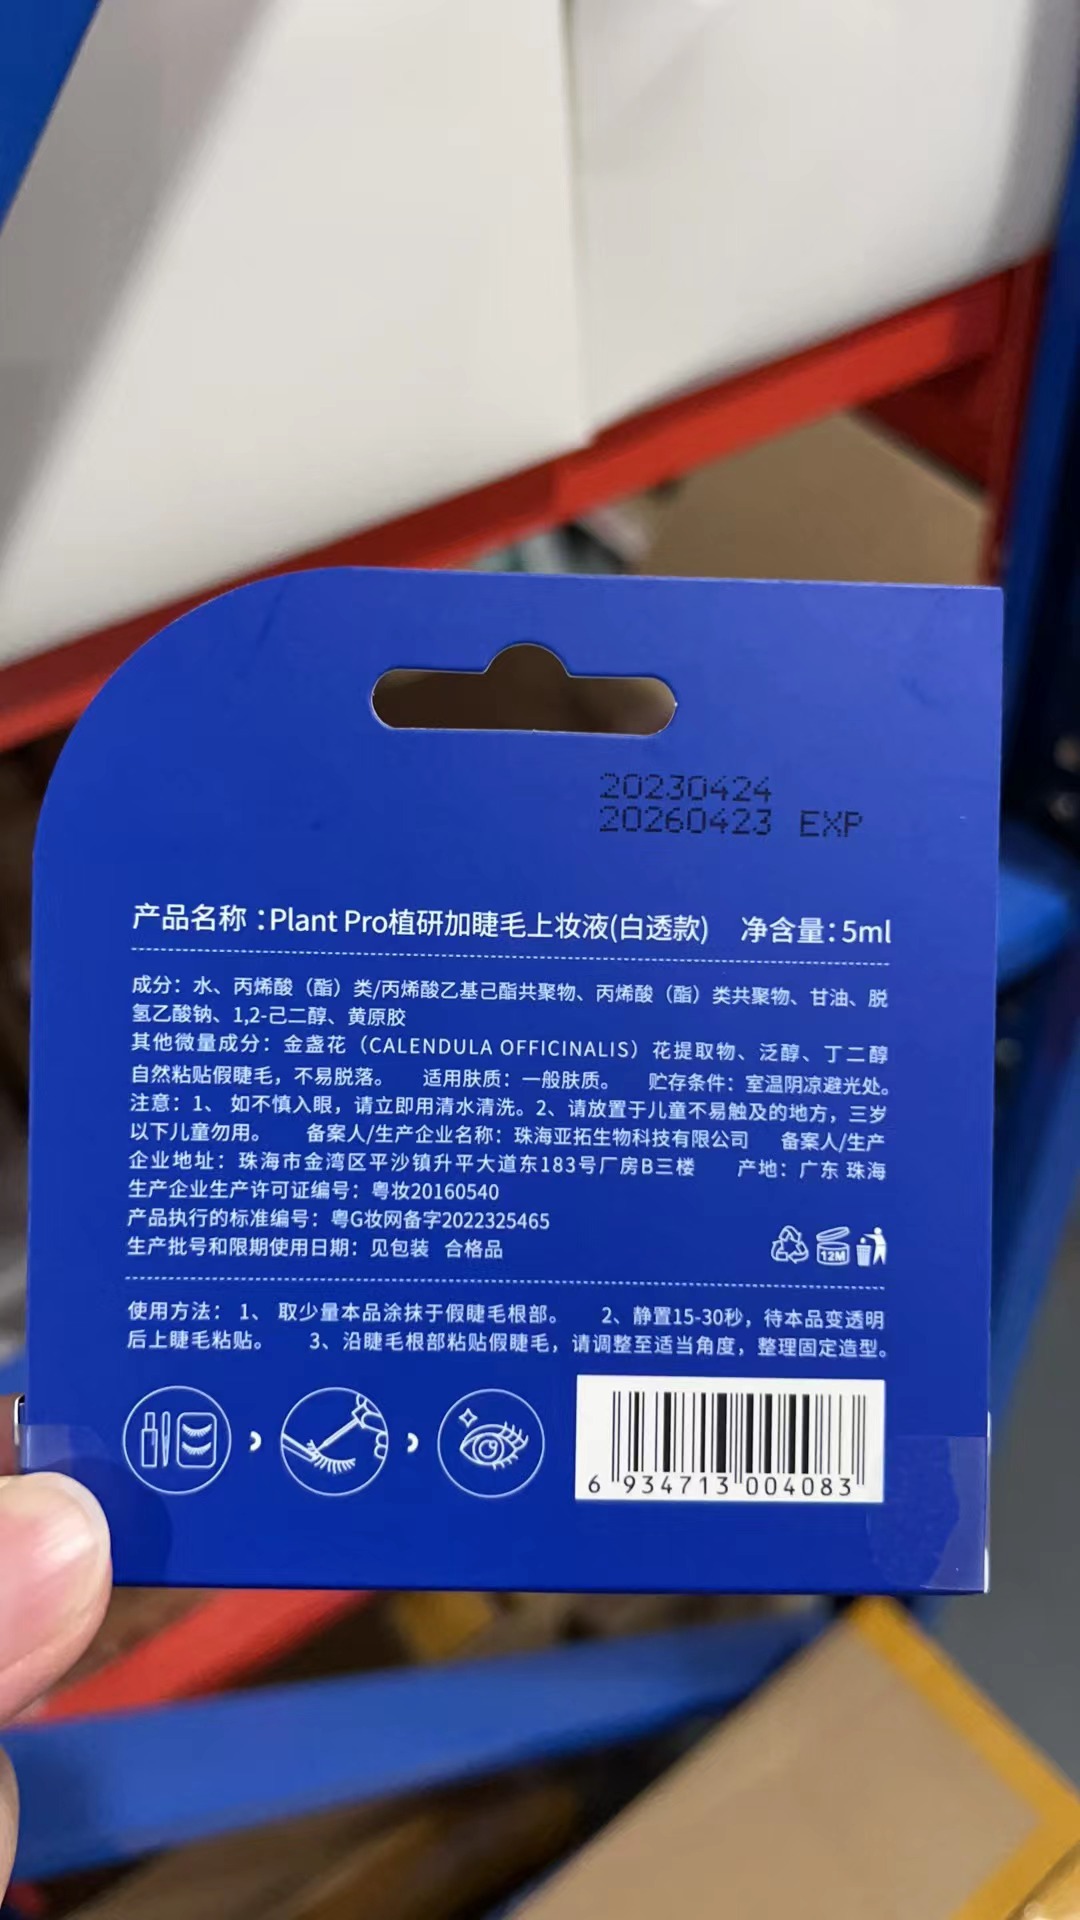 20230424
20260423 EXP
产品名称：Plant Pro植研加睫毛上妆液(白透款) 净含量：5ml
成分：水、丙烯酸（酯）类/丙烯酸乙基己酯共聚物、丙烯酸（酯）类共聚物、甘油、脱
氢乙酸钠、1,2-己二醇、黄原胶
其他微量成分：金盏花（CALENDULA OFFICINALIS）花提取物、泛醇、丁二醇
自然粘贴假睫毛，不易脱落。 适用肤质：一般肤质。 贮存条件：室温阴凉避光处。
注意：1、 如不慎入眼，请立即用清水清洗。2、请放置于儿童不易触及的地方，三岁
以下儿童勿用。 备案人/生产企业名称：珠海亚拓生物科技有限公司 备案人/生产
企业地址：珠海市金湾区平沙镇升平大道东183号厂房B三楼 产地：广东 珠海
生产企业生产许可证编号：粤妆20160540
产品执行的标准编号：粤G妆网备字2022325465
生产批号和限期使用日期：见包装 合格品
12M
使用方法：1、 取少量本品涂抹于假睫毛根部。 2、静置15-30秒，待本品变透明
后上睫毛粘贴。 3、沿睫毛根部粘贴假睫毛，请调整至适当角度，整理固定造型。
6 934713 004083